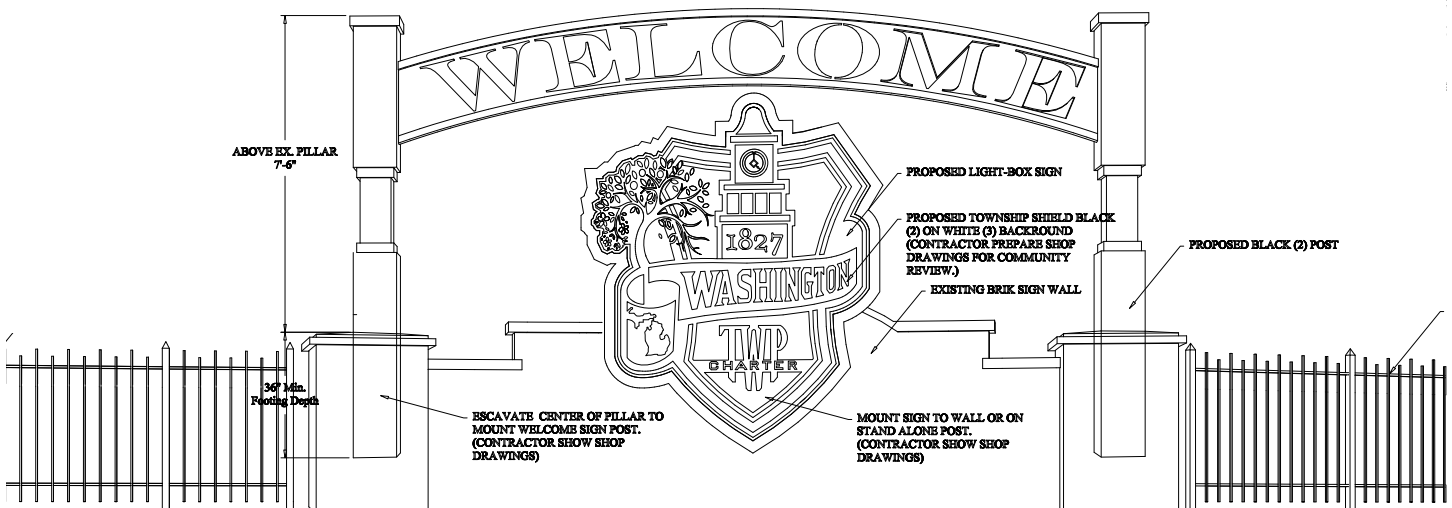 WELCOME
ABOVE EX. PILLAR
7'-6"
PROPOSED LIGHT-BOX SIGN
PROPOSED TOWNSHIP SHIELD BLACK
(2) ON WHITE (3) BACKROUND
(CONTRACTOR PREPARE SHOP
DRAWINGS FOR COMMUNITY
REVIEW.)
1827
WASHINGTON
TWP
CHARTER
PROPOSED BLACK (2) POST
EXISTING BRIK SIGN WALL
36" Min.
Footing Depth
ESCAVATE CENTER OF PILLAR TO
MOUNT WELCOME SIGN POST.
(CONTRACTOR SHOW SHOP
DRAWINGS)
MOUNT SIGN TO WALL OR ON
STAND ALONE POST.
(CONTRACTOR SHOW SHOP
DRAWINGS)